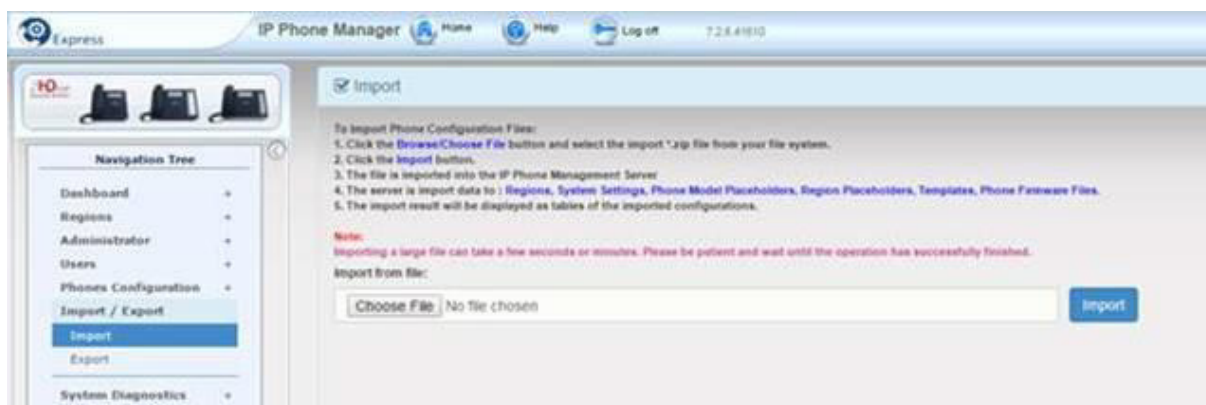 Express
IP Phone Manager Home Help Log off
Import
Navigation Tree
Dashboard +
Regions +
Administrator +
Users +
Phones Configuration +
Import / Export
Import
Export
System Diagnostics +
To Import Phone Configuration Files:
1. Click the Browse/Choose File button and select the import *.zip file from your file system.
2. Click the Import button.
3. The file is imported into the IP Phone Management Server
4. The server is import data to : Regions, System Settings, Phone Model Placeholders, Region Placeholders, Templates, Phone Firmware Files.
5. The import result will be displayed as tables of the imported configurations.
Note:
Importing a large file can take a few seconds or minutes. Please be patient and wait until the operation has successfully finished.
Import from file:
Choose File No file chosen
Import